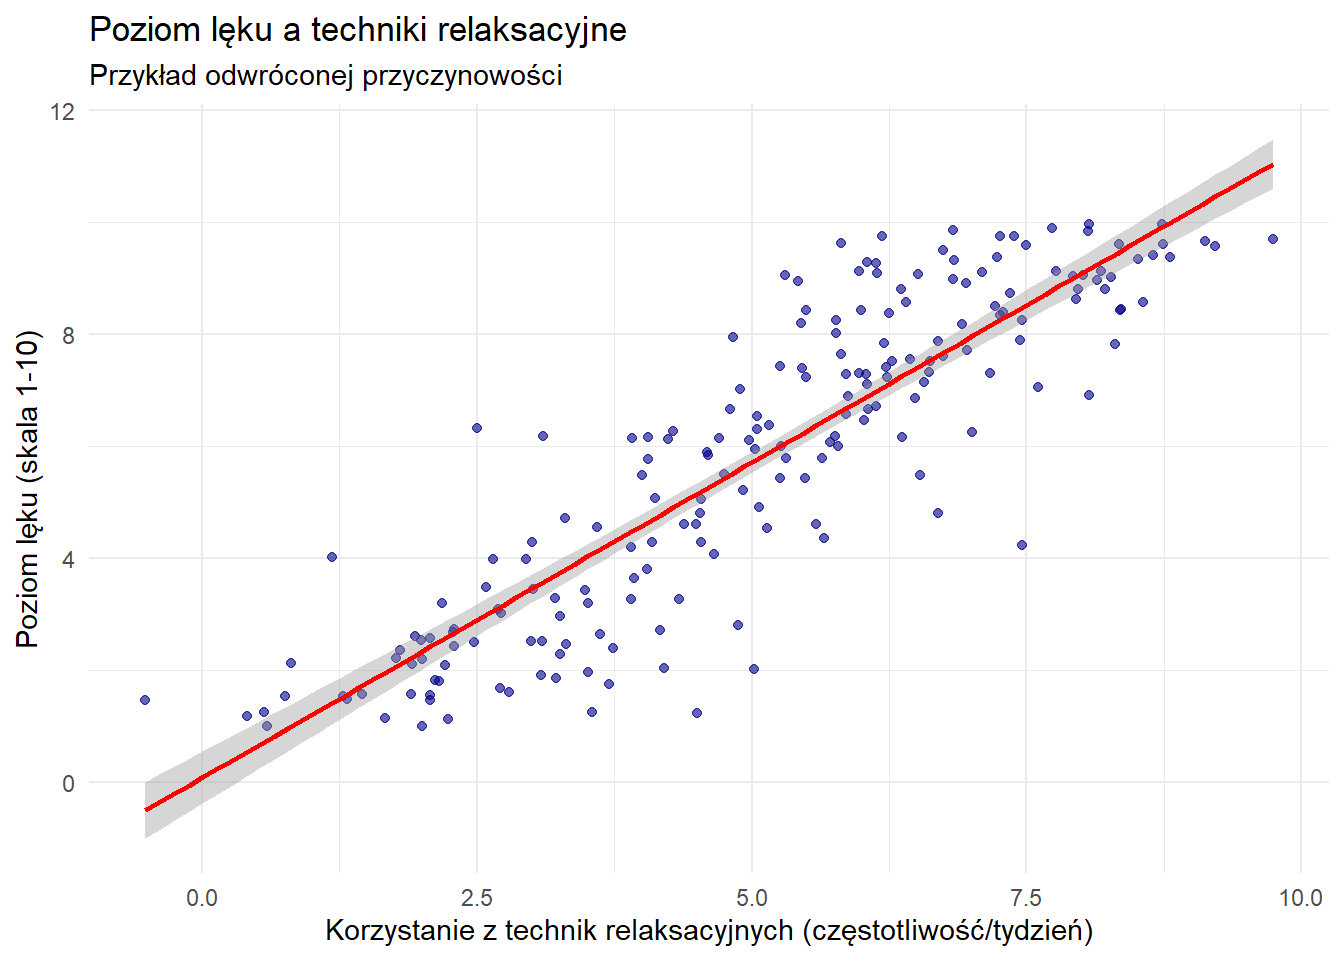 Poziom lęku a techniki relaksacyjne
Przykład odwróconej przyczynowości
Poziom lęku (skala 1-10)
12
8
4
0
0.0 2.5 5.0 7.5 10.0
Korzystanie z technik relaksacyjnych (częstotliwość/tydzień)